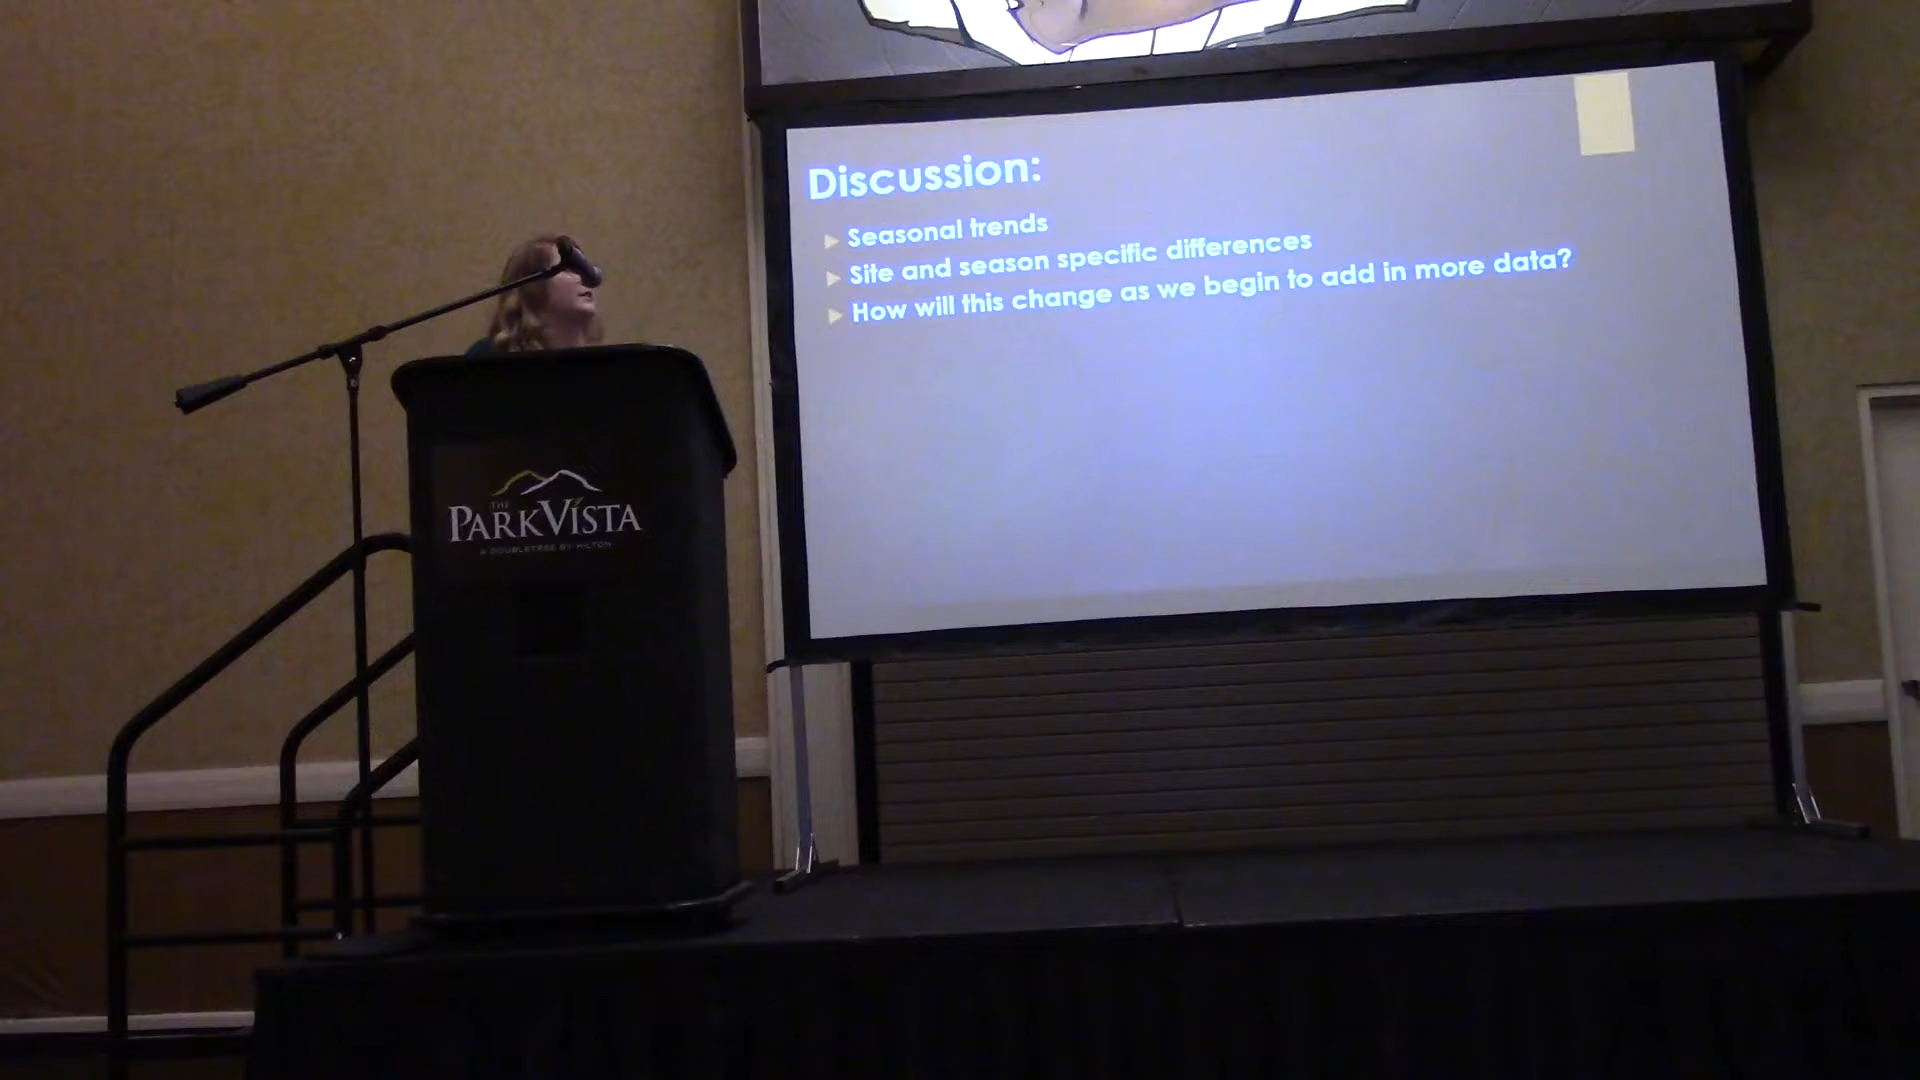 Discussion:
Seasonal trends
Site and season specific differences
How will this change as we begin to add in more data?
THE
PARKVISTA
A DOUBLETREE BY HILTON